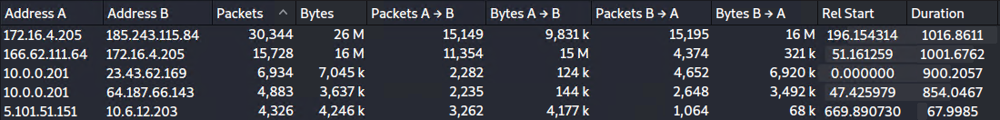 Address A Address B Packets Bytes Packets A → B Bytes A → B Packets B → A Bytes B → A Rel Start Duration
172.16.4.205 185.243.115.84 30,344 26 M 15,149 9,831 k 15,195 16 M 196.154314 1016.8611
166.62.111.64 172.16.4.205 15,728 16 M 11,354 15 M 4,374 321 k 51.161259 1001.6762
10.0.0.201 23.43.62.169 6,934 7,045 k 2,282 124 k 4,652 6,920 k 0.000000 900.2057
10.0.0.201 64.187.66.143 4,883 3,637 k 2,235 144 k 2,648 3,492 k 47.425979 854.0467
5.101.51.151 10.6.12.203 4,326 4,246 k 3,262 4,177 k 1,064 68 k 669.890730 67.9985